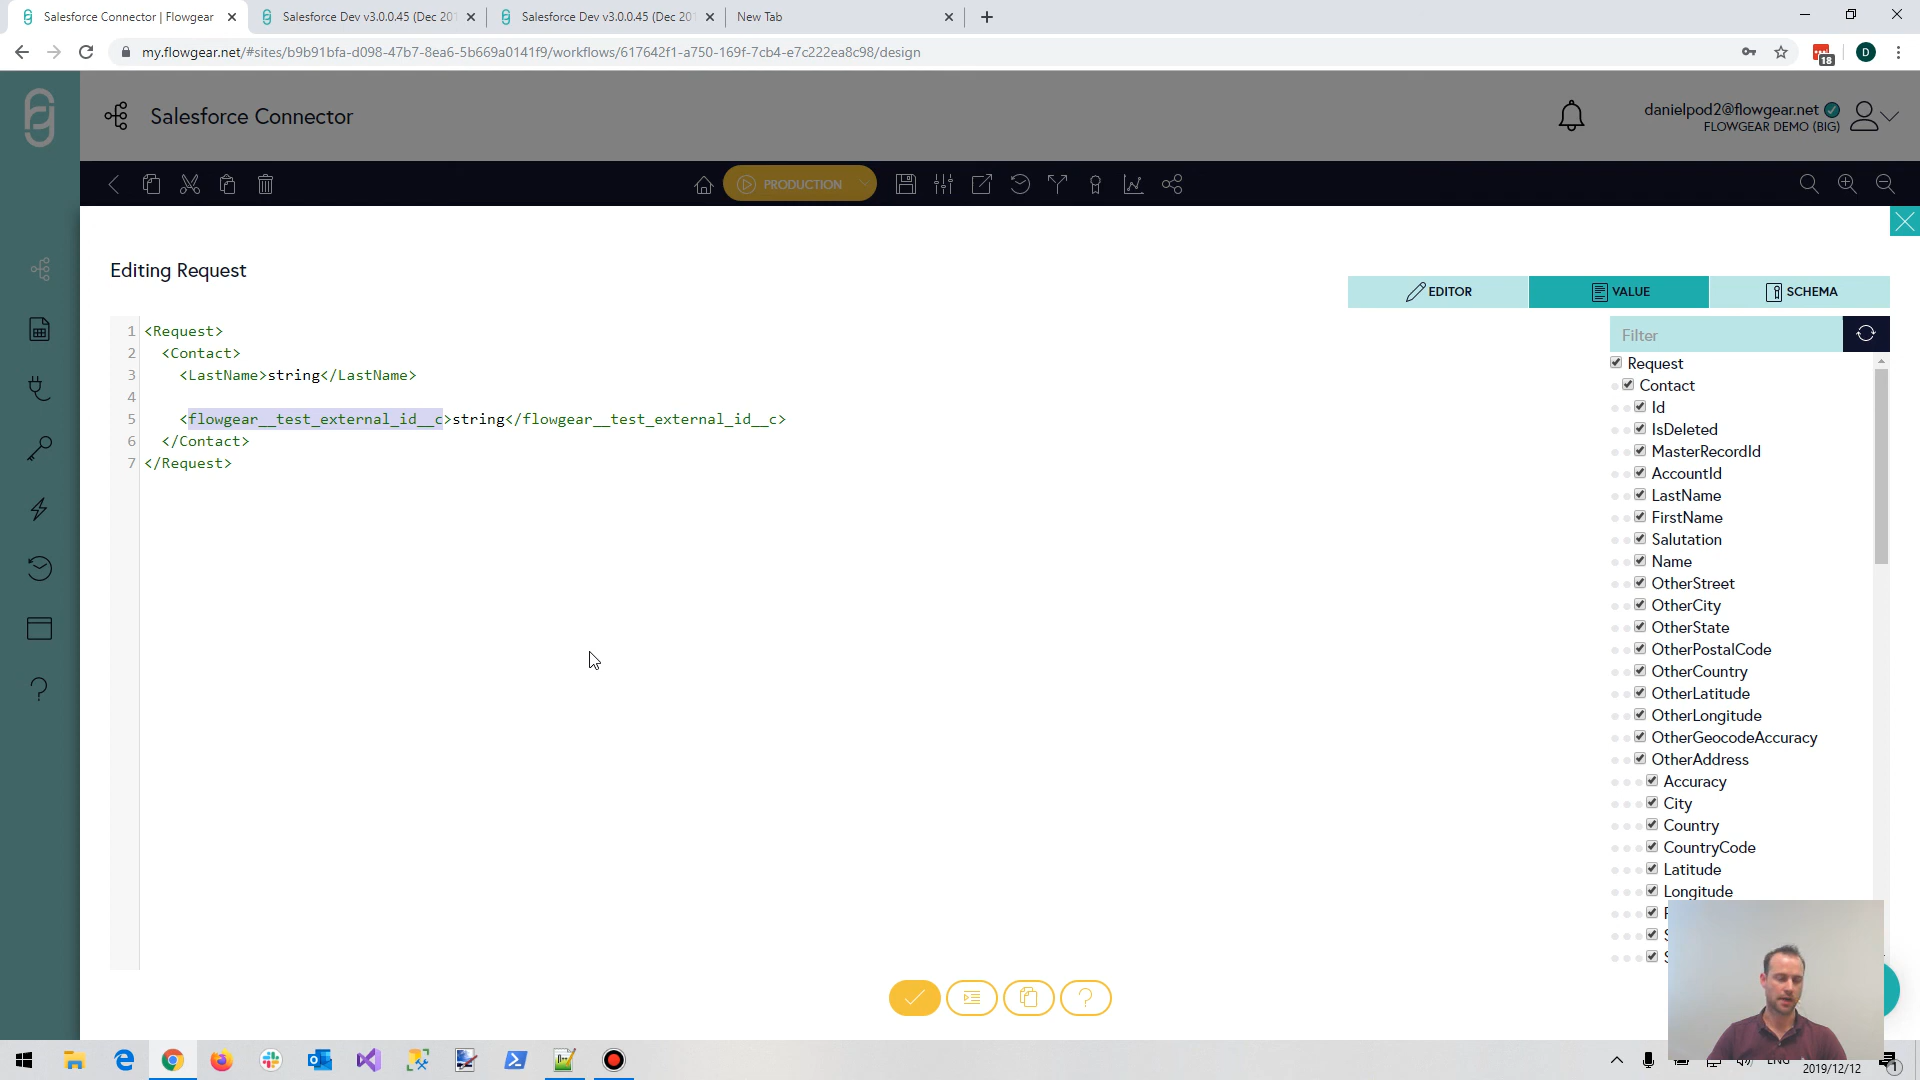 Salesforce Connector | Flowgear
Salesforce Dev v3.0.0.45 (Dec 201
Salesforce Dev v3.0.0.45 (Dec 201
New Tab
my.flowgear.net/#sites/b9b91bfa-d098-47b7-8ea6-5b669a0141f9/workflows/617642f1-a750-169f-7cb4-e7c222ea8c98/design
18
D
Salesforce Connector
danielpod2@flowgear.net
FLOWGEAR DEMO (BIG)
PRODUCTION
Editing Request
EDITOR
VALUE
SCHEMA
1 <Request>
2 <Contact>
3 <LastName>string</LastName>
4
5 <flowgear__test_external_id__c>string</flowgear__test_external_id__c>
6 </Contact>
7 </Request>
Filter
Request
Contact
Id
IsDeleted
MasterRecordId
AccountId
LastName
FirstName
Salutation
Name
OtherStreet
OtherCity
OtherState
OtherPostalCode
OtherCountry
OtherLatitude
OtherLongitude
OtherGeocodeAccuracy
OtherAddress
Accuracy
City
Country
CountryCode
Latitude
Longitude
ENG
2019/12/12
1